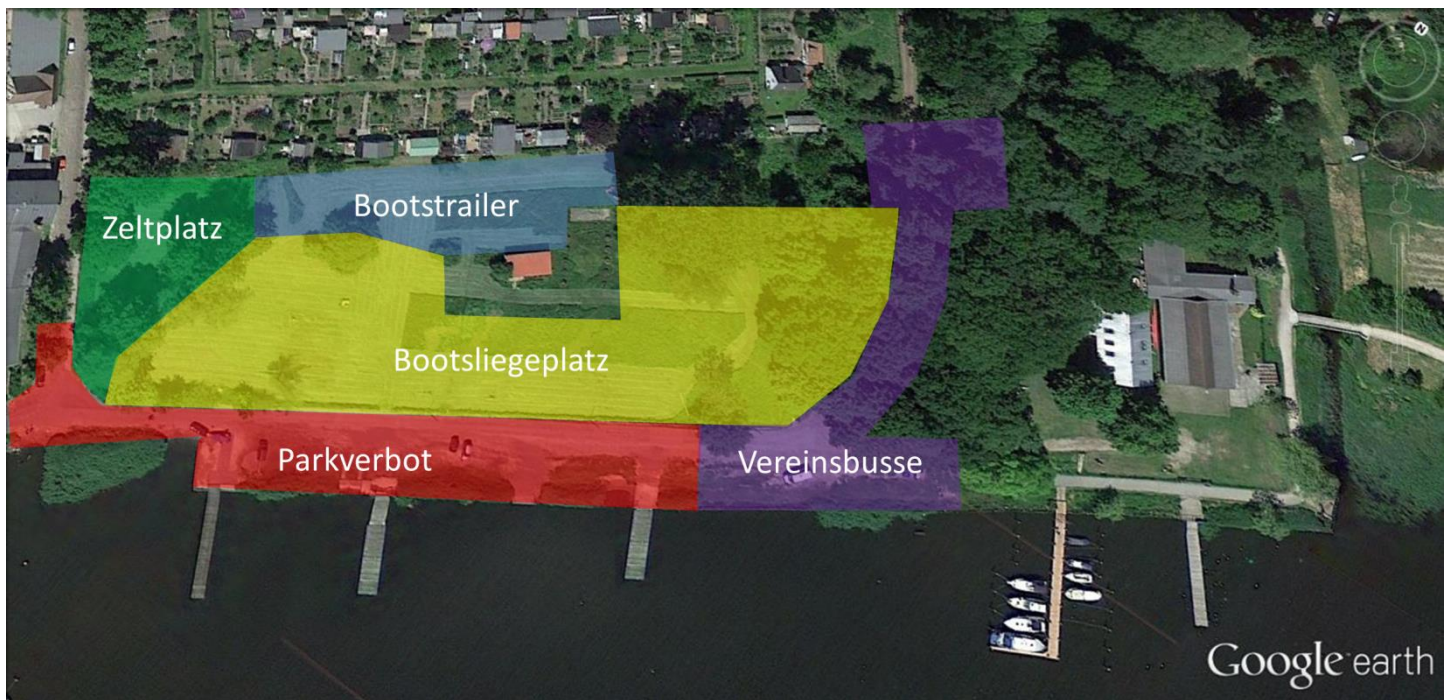 N
Bootstrailer
Zeltplatz
Bootsliegeplatz
Parkverbot
Vereinsbusse
Google earth